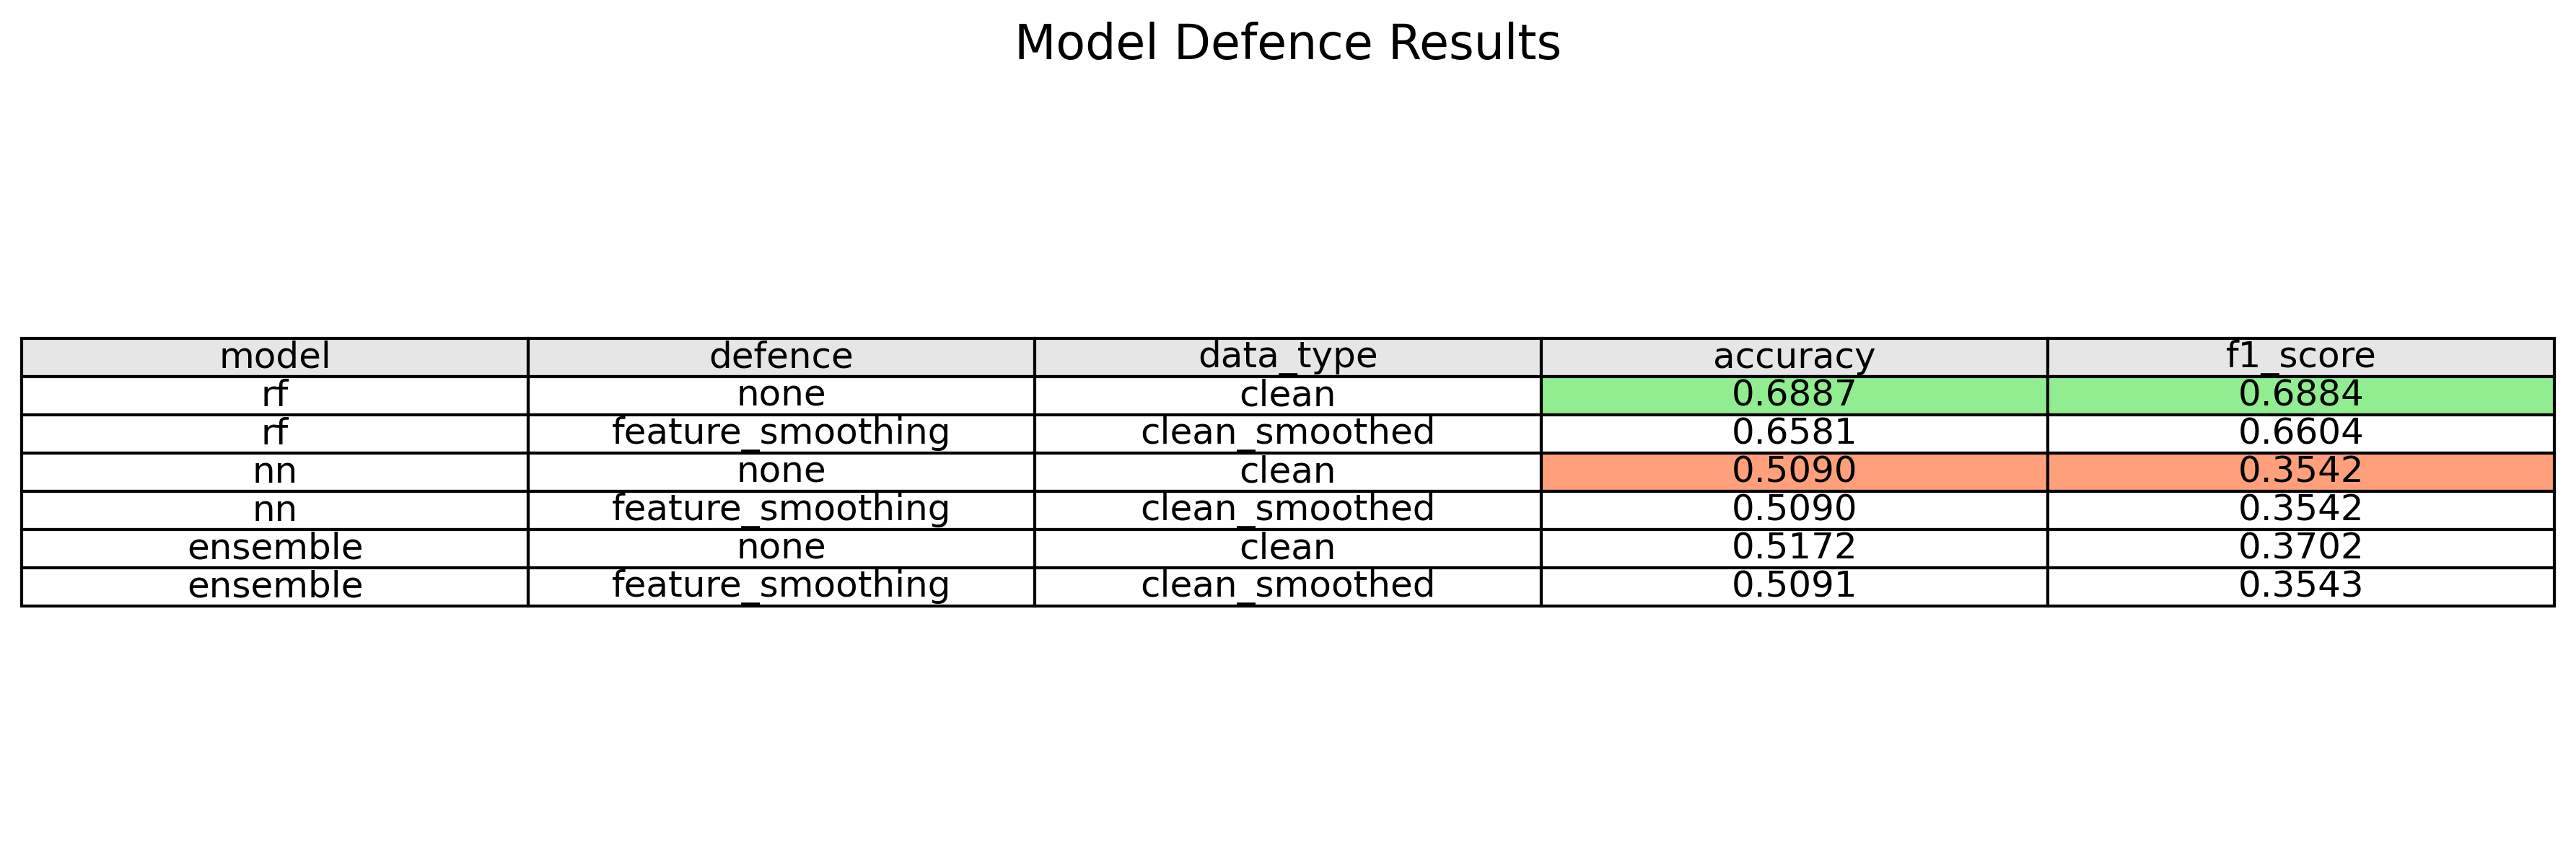 Model Defence Results
model defence data_type accuracy f1_score
rf none clean 0.6887 0.6884
rf feature_smoothing clean_smoothed 0.6581 0.6604
nn none clean 0.5090 0.3542
nn feature_smoothing clean_smoothed 0.5090 0.3542
ensemble none clean 0.5172 0.3702
ensemble feature_smoothing clean_smoothed 0.5091 0.3543